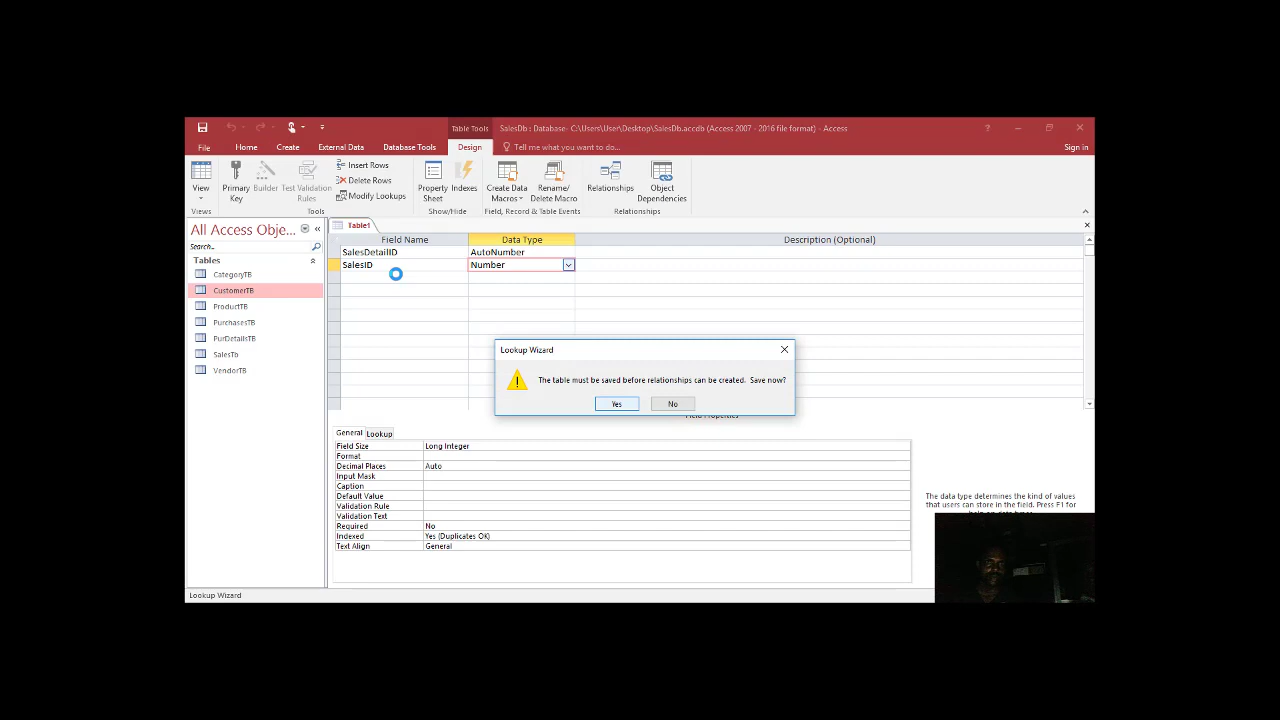 Table Tools
SalesDb : Database- C:\Users\User\Desktop\SalesDb.accdb (Access 2007 - 2016 file format) - Access
?
File
Home
Create
External Data
Database Tools
Design
Tell me what you want to do...
Sign in
View
Primary Key
Builder
Test Validation Rules
Insert Rows
Delete Rows
Modify Lookups
Property Sheet
Indexes
Create Data Macros
Rename/ Delete Macro
Relationships
Object Dependencies
Views
Tools
Show/Hide
Field, Record & Table Events
Relationships
All Access Obje...
Search...
Tables
CategoryTB
CustomerTB
ProductTB
PurchasesTB
PurDetailsTB
SalesTb
VendorTB
Table1
Field Name
Data Type
Description (Optional)
SalesDetailID
AutoNumber
SalesID
Number
Lookup Wizard
The table must be saved before relationships can be created. Save now?
Yes
No
Field Properties
General
Lookup
Field Size
Long Integer
Format
Decimal Places
Auto
Input Mask
Caption
Default Value
Validation Rule
Validation Text
Required
No
Indexed
Yes (Duplicates OK)
Text Align
General
The data type determines the kind of values
that users can store in the field. Press F1 for
Lookup Wizard